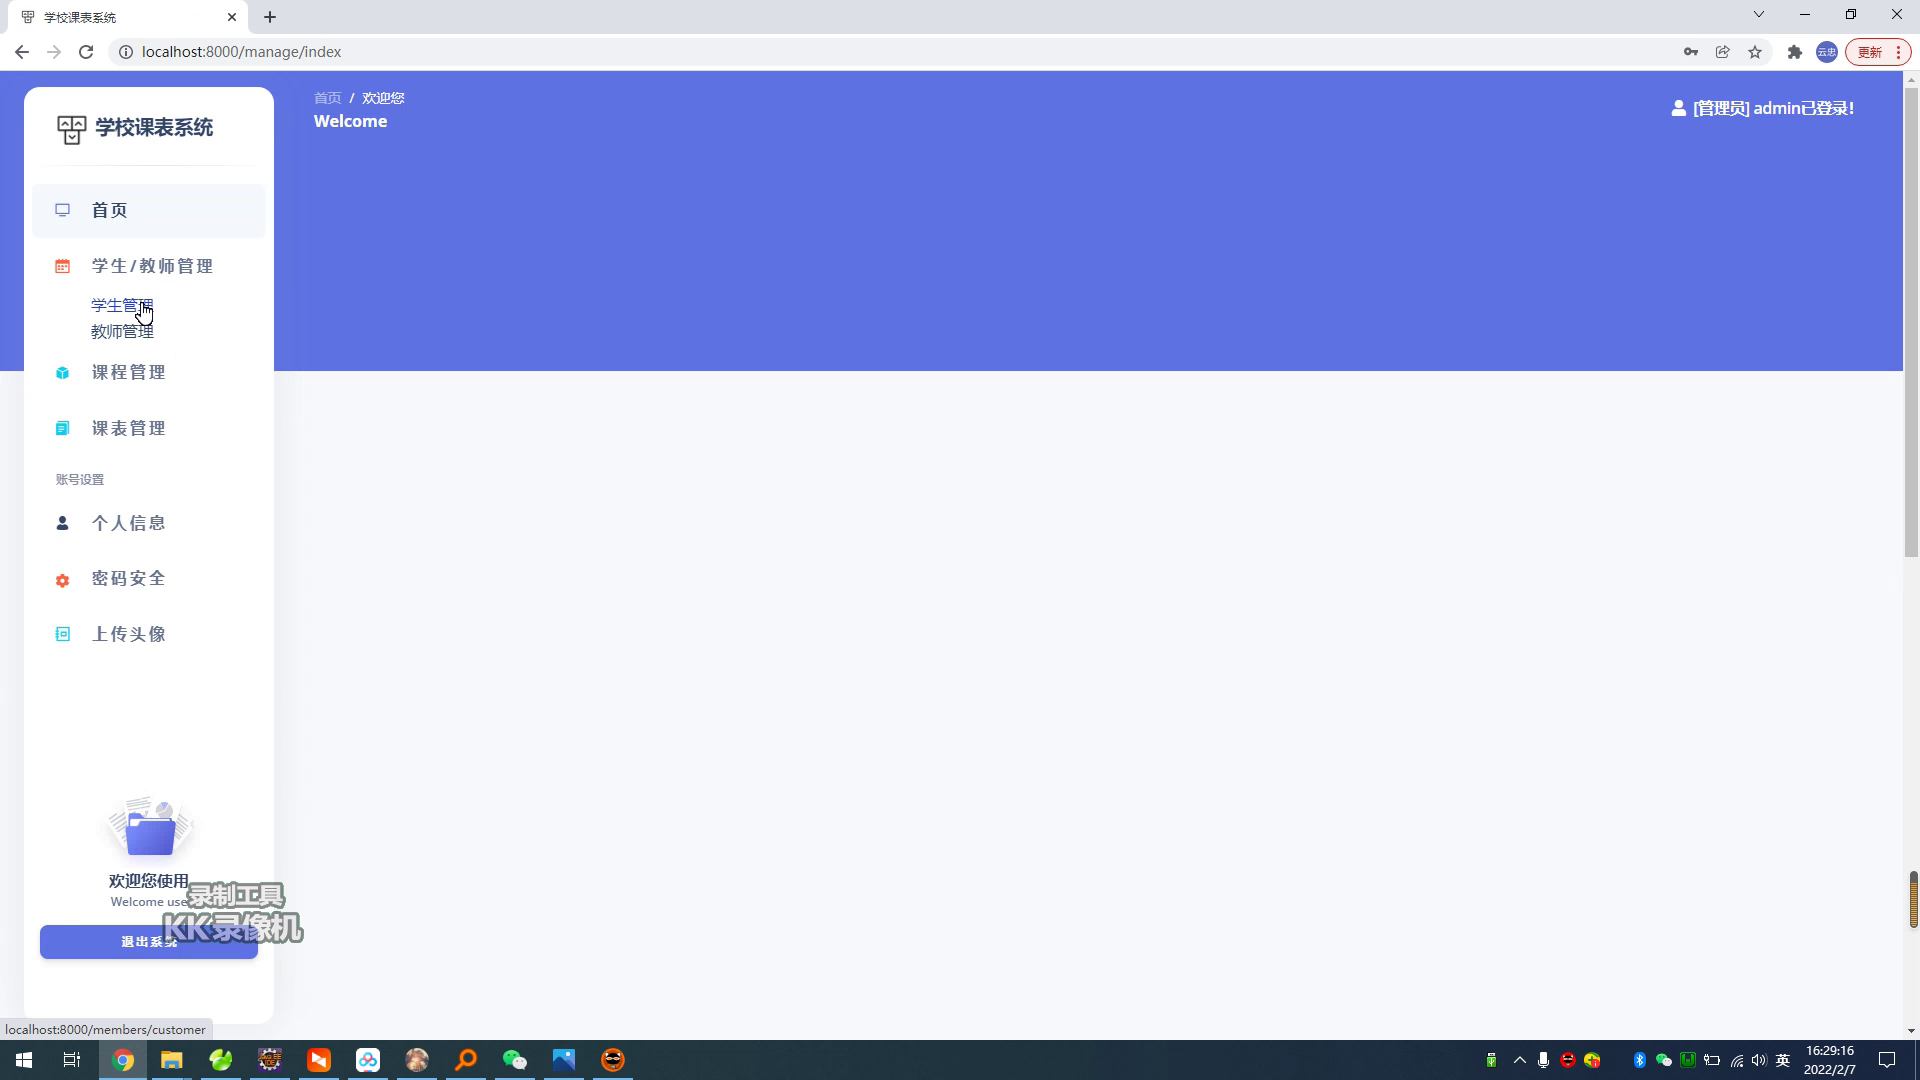 学校课表系统
localhost:8000/manage/index
云忠
更新
学校课表系统
首页 / 欢迎您
Welcome
[管理员] admin已登录!
首页
学生/教师管理
学生管理
教师管理
课程管理
课表管理
账号设置
个人信息
密码安全
上传头像
欢迎您使用
Welcome use
录制工具
KK录像机
退出系统
localhost:8000/members/customer
英
16:29:16
2022/2/7